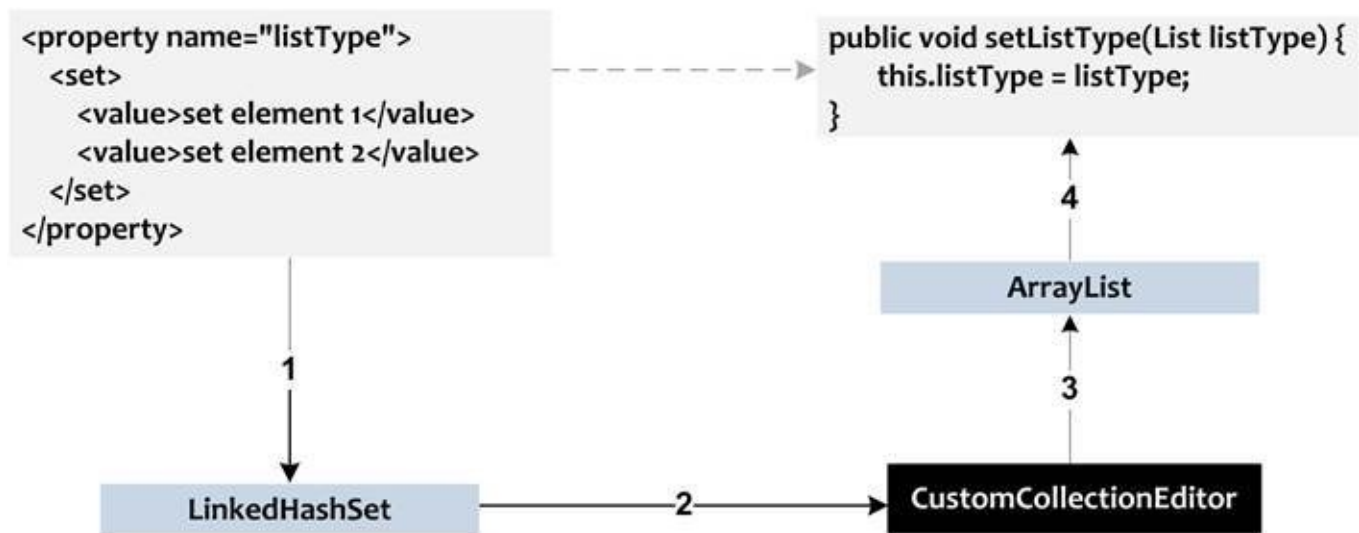 <property name="listType">
<set>
<value>set element 1</value>
<value>set element 2</value>
</set>
</property>
public void setListType(List listType) {
this.listType = listType;
}
4
ArrayList
1
3
LinkedHashSet
2
CustomCollectionEditor